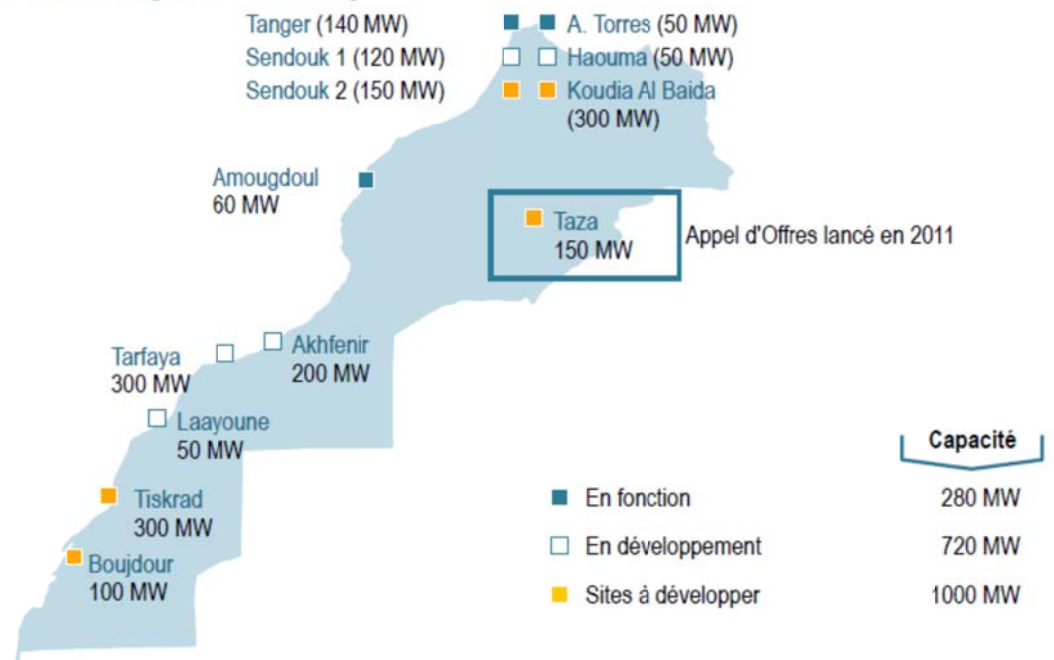 Tanger (140 MW)
A. Torres (50 MW)
Sendouk 1 (120 MW)
Haouma (50 MW)
Sendouk 2 (150 MW)
Koudia Al Baida
(300 MW)
Amougdoul
60 MW
Taza
150 MW
Appel d'Offres lancé en 2011
Akhfenir
200 MW
Tarfaya
300 MW
Laayoune
50 MW
Tiskrad
300 MW
Boujdour
100 MW
Capacité
En fonction 280 MW
En développement 720 MW
Sites à développer 1000 MW